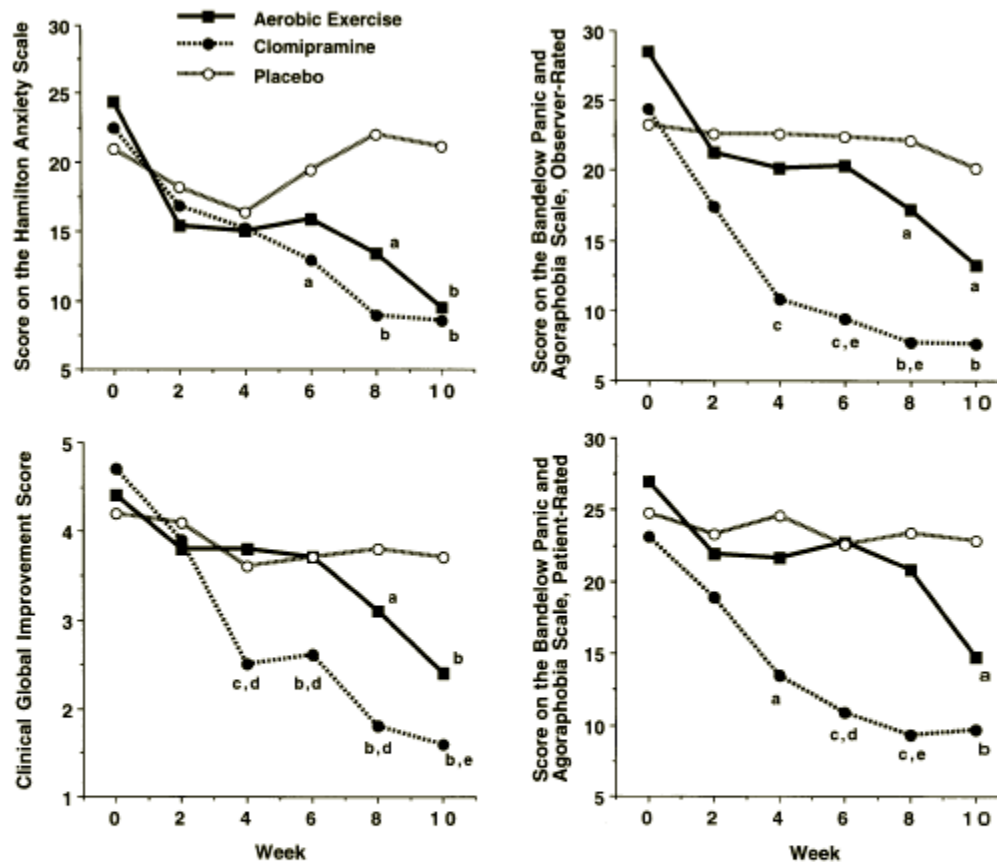 Aerobic Exercise
Clomipramine
Placebo
Score on the Hamilton Anxiety Scale
30
25
20
15
10
5
a
a
b
b
b
0 2 4 6 8 10
Score on the Bandelow Panic and
Agoraphobia Scale, Observer-Rated
30
25
20
15
10
5
a
a
c
c,e
b,e
b
0 2 4 6 8 10
Clinical Global Improvement Score
5
4
3
2
1
a
b
c,d
b,d
b,d
b,e
0 2 4 6 8 10
Week
Score on the Bandelow Panic and
Agoraphobia Scale, Patient-Rated
30
25
20
15
10
5
a
a
c,d
c,e
b
0 2 4 6 8 10
Week